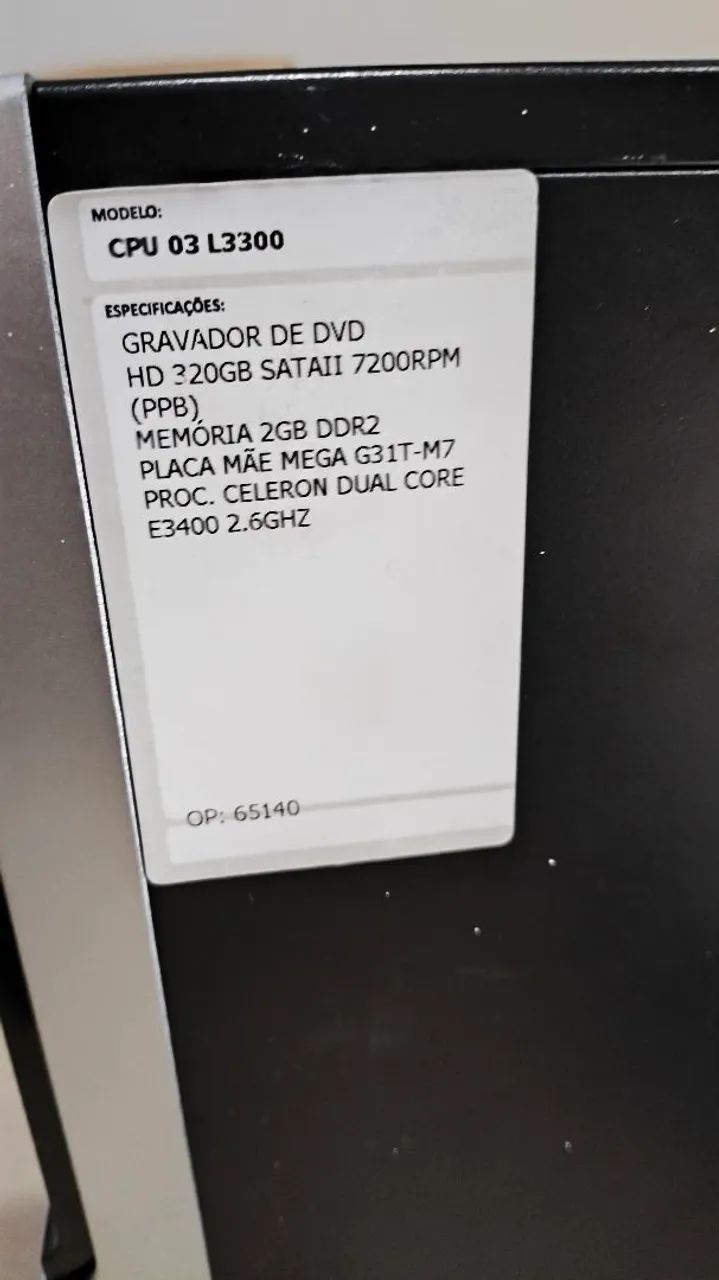 MODELO:
CPU 03 L3300
ESPECIFICAÇÕES:
GRAVADOR DE DVD
HD 320GB SATAII 7200RPM
(PPB)
MEMÓRIA 2GB DDR2
PLACA MÃE MEGA G31T-M7
PROC. CELERON DUAL CORE
E3400 2.6GHZ
OP: 65140